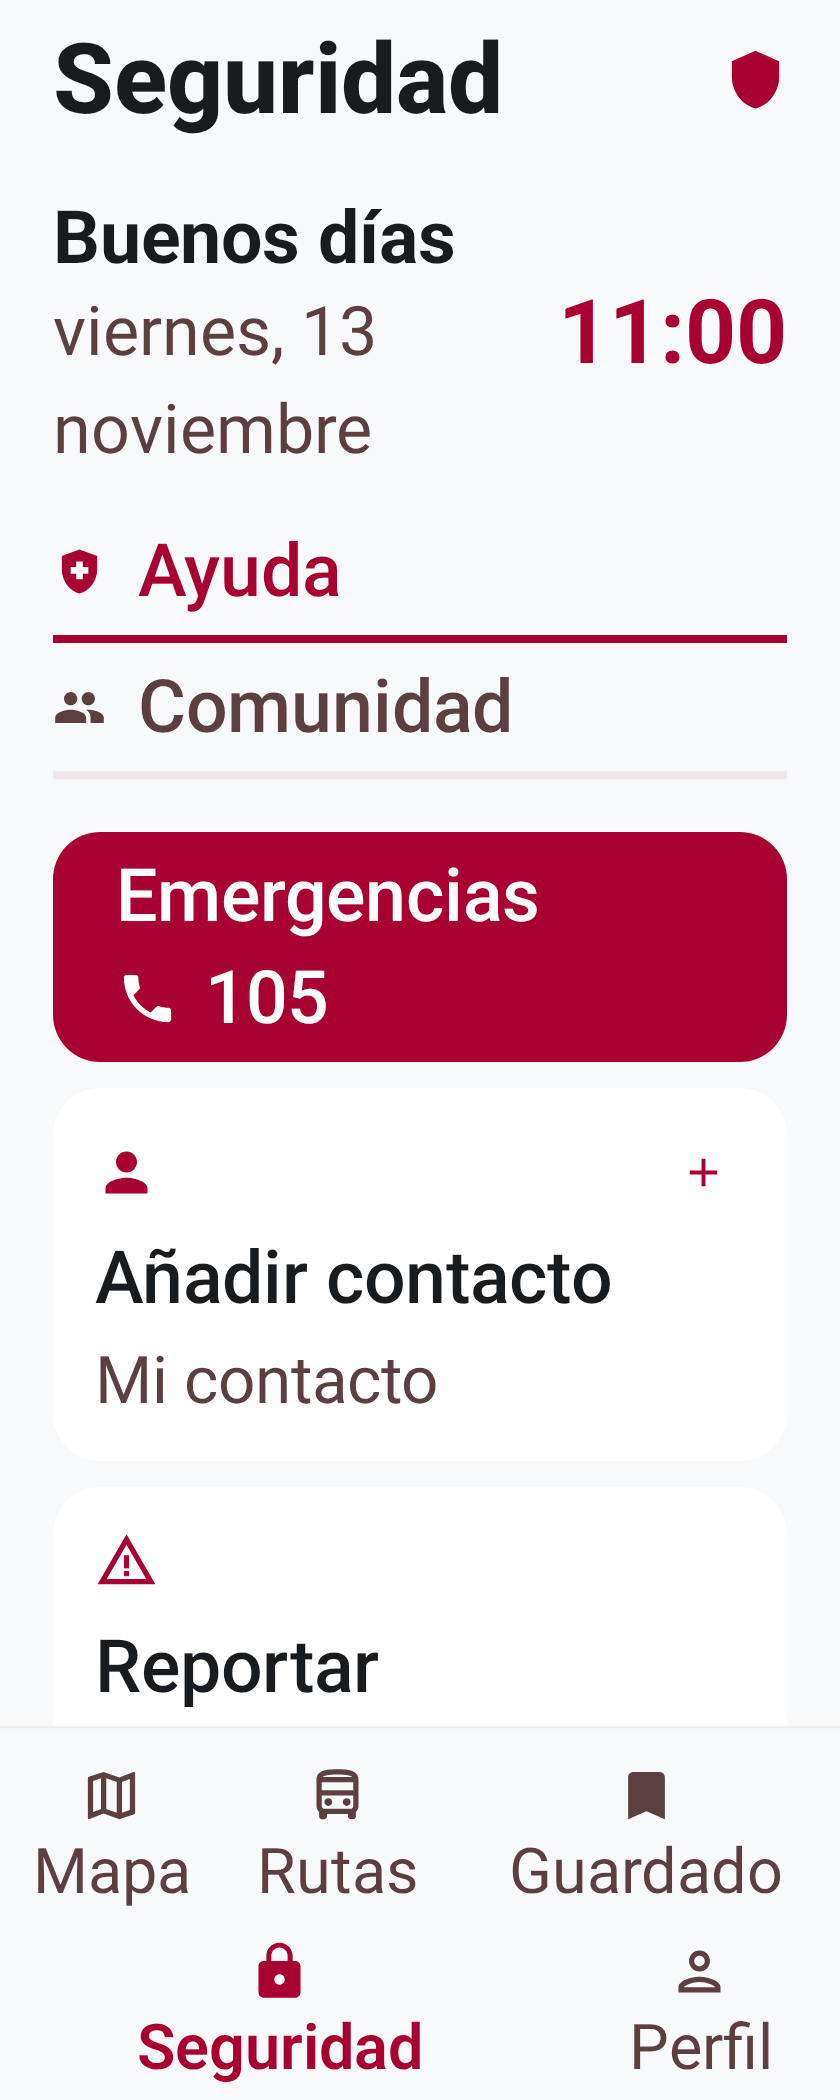 Seguridad
Buenos días
viernes, 13
noviembre
11:00
Ayuda
Comunidad
Emergencias
105
Añadir contacto
Mi contacto
Reportar
Mapa
Rutas
Guardado
Seguridad
Perfil